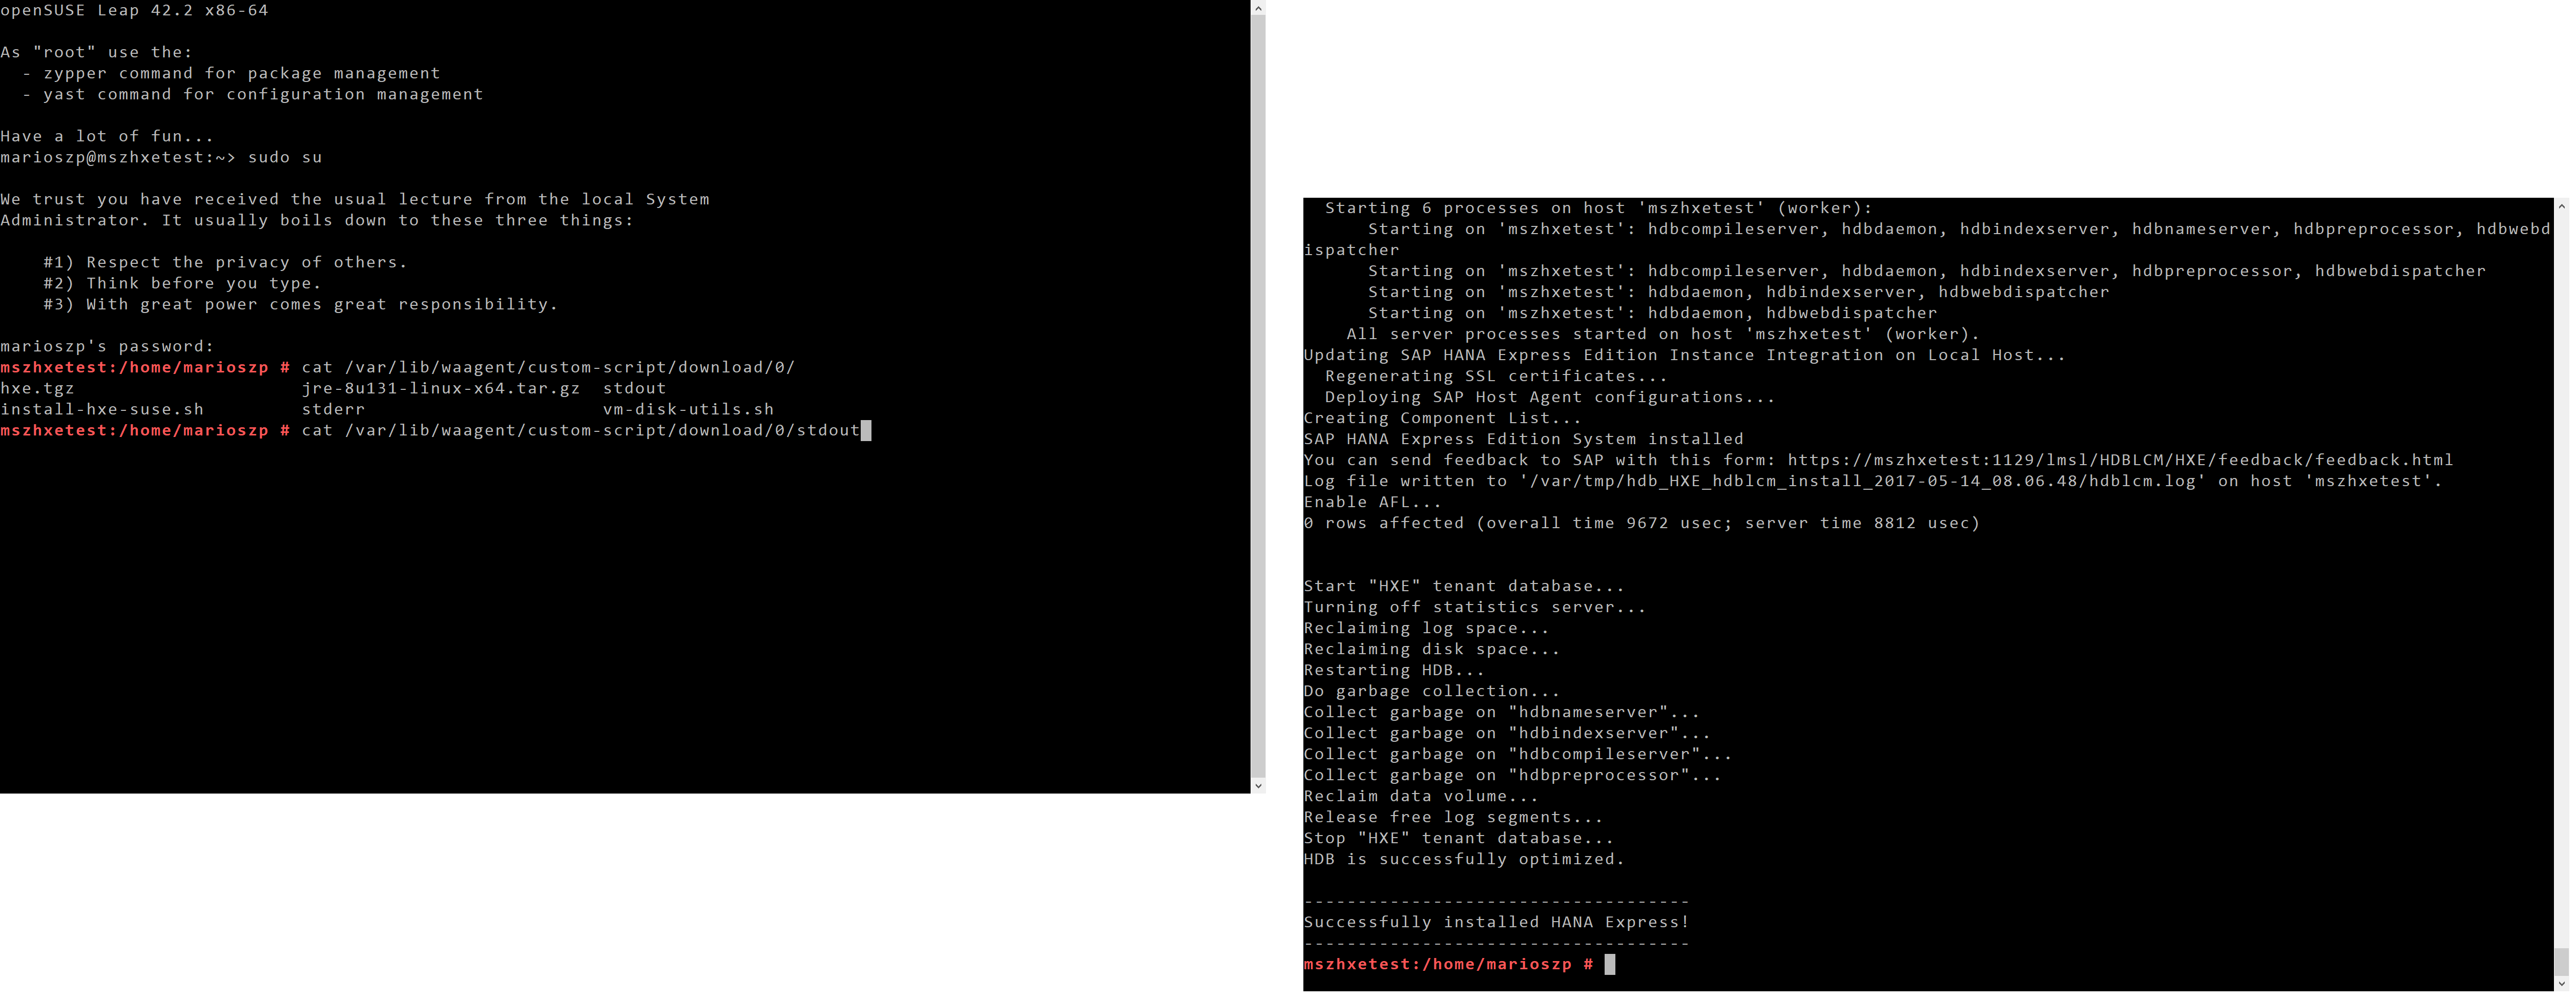 openSUSE Leap 42.2 x86-64
As "root" use the:
- zypper command for package management
- yast command for configuration management
Have a lot of fun...
marioszp@mszhxetest:~> sudo su
We trust you have received the usual lecture from the local System
Administrator. It usually boils down to these three things:
#1) Respect the privacy of others.
#2) Think before you type.
#3) With great power comes great responsibility.
marioszp's password:
mszhxetest:/home/marioszp # cat /var/lib/waagent/custom-script/download/0/
hxe.tgz jre-8u131-linux-x64.tar.gz stdout
install-hxe-suse.sh stderr vm-disk-utils.sh
mszhxetest:/home/marioszp # cat /var/lib/waagent/custom-script/download/0/stdout
Starting 6 processes on host 'mszhxetest' (worker):
Starting on 'mszhxetest': hdbcompileserver, hdbdaemon, hdbindexserver, hdbnameserver, hdbpreprocessor, hdbwebd
ispatcher
Starting on 'mszhxetest': hdbcompileserver, hdbdaemon, hdbindexserver, hdbpreprocessor, hdbwebdispatcher
Starting on 'mszhxetest': hdbdaemon, hdbindexserver, hdbwebdispatcher
Starting on 'mszhxetest': hdbdaemon, hdbwebdispatcher
All server processes started on host 'mszhxetest' (worker).
Updating SAP HANA Express Edition Instance Integration on Local Host...
Regenerating SSL certificates...
Deploying SAP Host Agent configurations...
Creating Component List...
SAP HANA Express Edition System installed
You can send feedback to SAP with this form: https://mszhxetest:1129/lmsl/HDBLCM/HXE/feedback/feedback.html
Log file written to '/var/tmp/hdb_HXE_hdblcm_install_2017-05-14_08.06.48/hdblcm.log' on host 'mszhxetest'.
Enable AFL...
0 rows affected (overall time 9672 usec; server time 8812 usec)
Start "HXE" tenant database...
Turning off statistics server...
Reclaiming log space...
Reclaiming disk space...
Restarting HDB...
Do garbage collection...
Collect garbage on "hdbnameserver"...
Collect garbage on "hdbindexserver"...
Collect garbage on "hdbcompileserver"...
Collect garbage on "hdbpreprocessor"...
Reclaim data volume...
Release free log segments...
Stop "HXE" tenant database...
HDB is successfully optimized.
------------------------------------
Successfully installed HANA Express!
------------------------------------
mszhxetest:/home/marioszp #